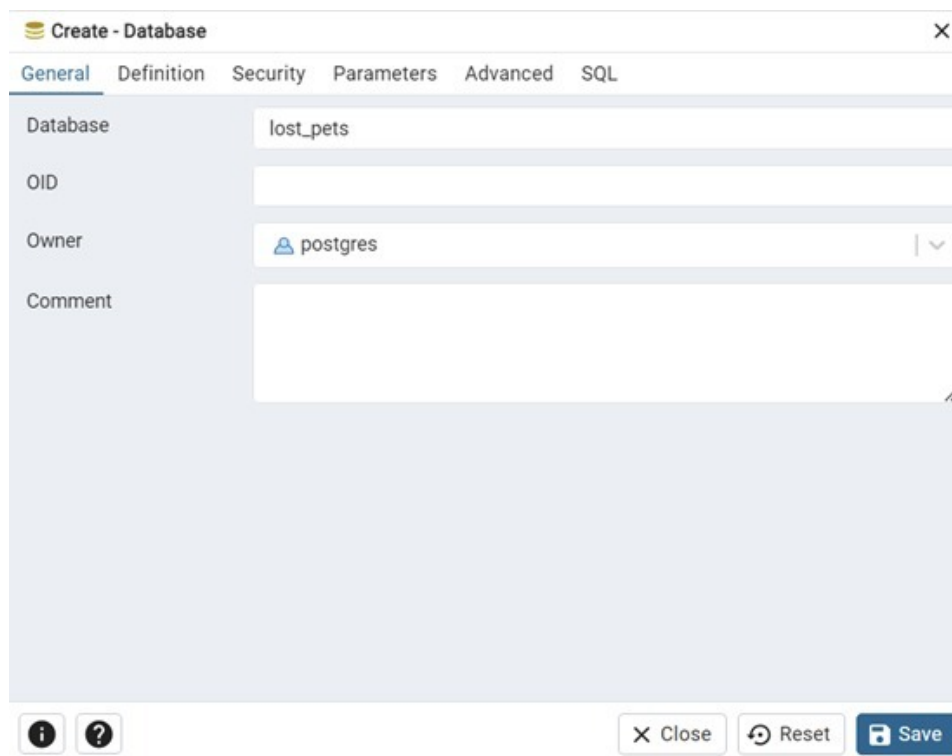 Create - Database
General Definition Security Parameters Advanced SQL
Database lost_pets
OID
Owner postgres
Comment
Close Reset Save